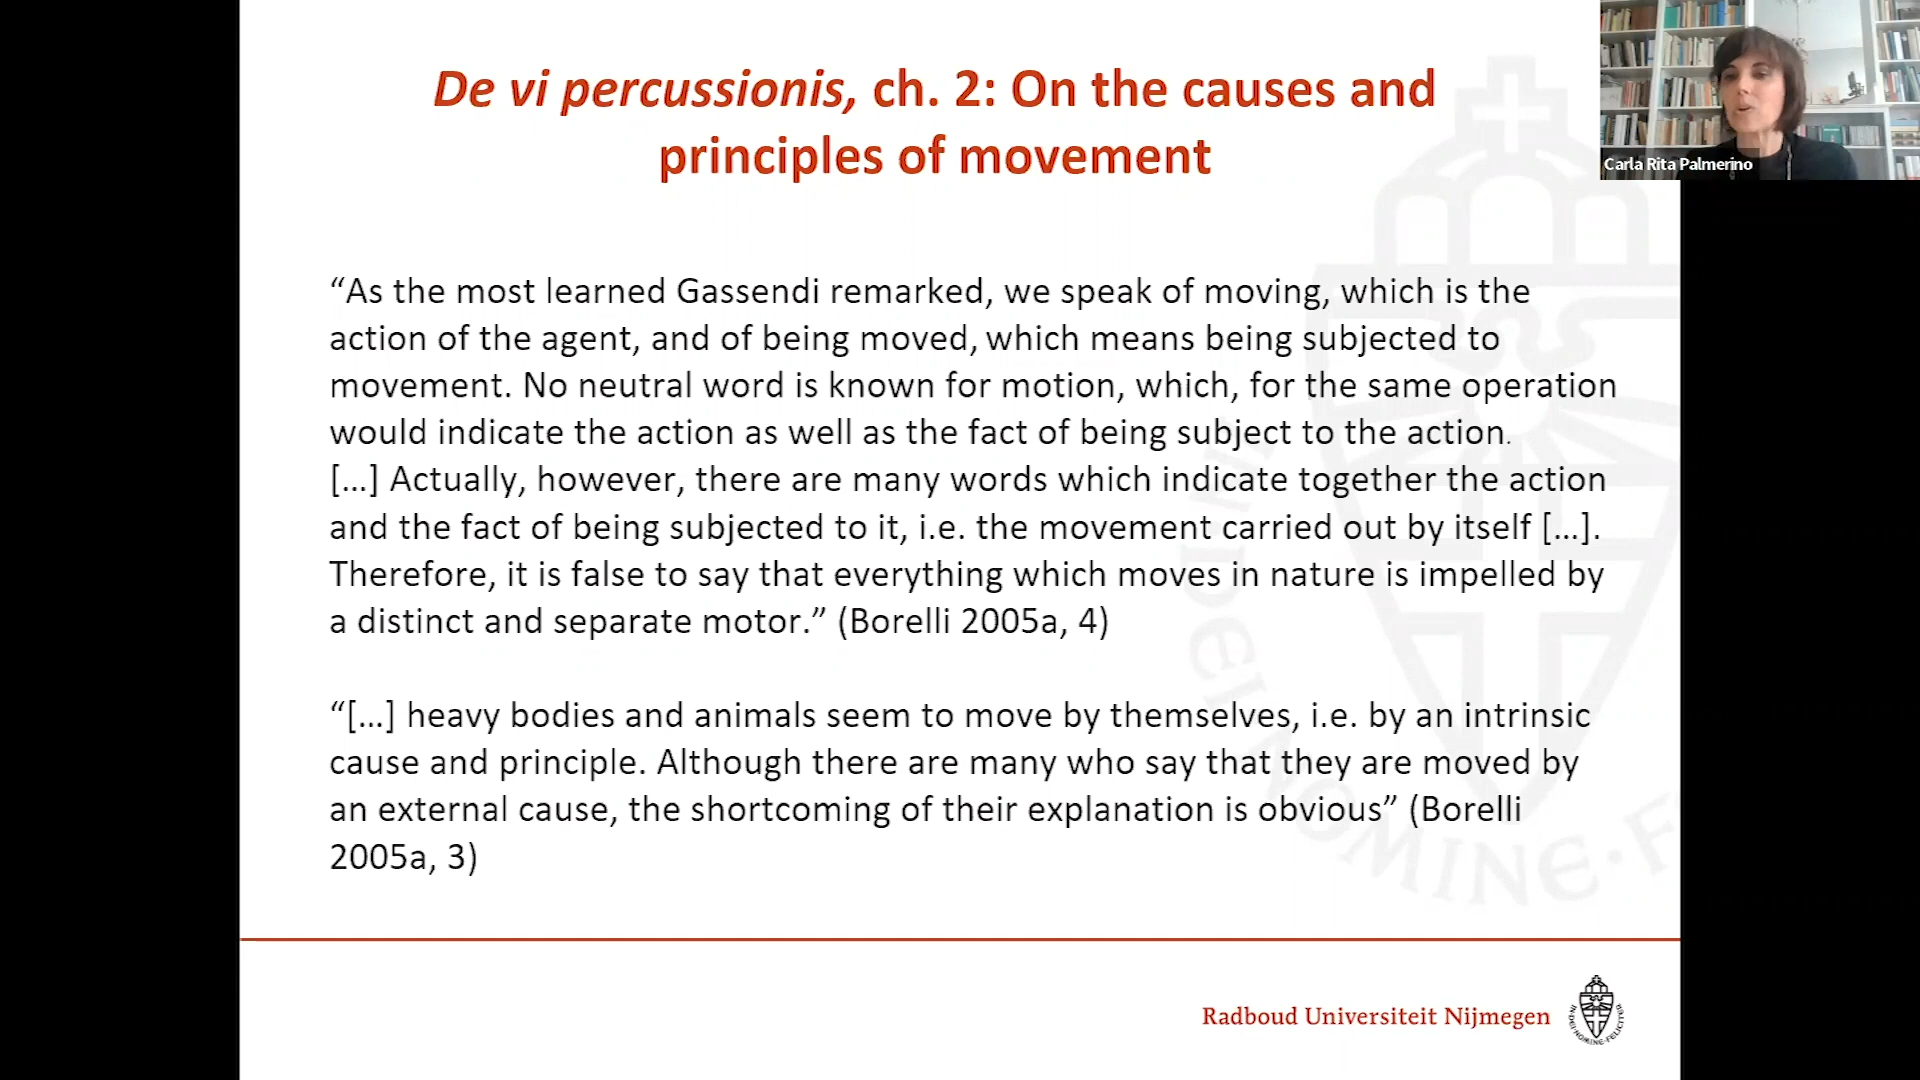 De vi percussionis, ch. 2: On the causes and
principles of movement
Carla Rita Palmerino
“As the most learned Gassendi remarked, we speak of moving, which is the
action of the agent, and of being moved, which means being subjected to
movement. No neutral word is known for motion, which, for the same operation
would indicate the action as well as the fact of being subject to the action.
[...] Actually, however, there are many words which indicate together the action
and the fact of being subjected to it, i.e. the movement carried out by itself [...].
Therefore, it is false to say that everything which moves in nature is impelled by
a distinct and separate motor.” (Borelli 2005a, 4)
“[...] heavy bodies and animals seem to move by themselves, i.e. by an intrinsic
cause and principle. Although there are many who say that they are moved by
an external cause, the shortcoming of their explanation is obvious” (Borelli
2005a, 3)
Radboud Universiteit Nijmegen
IN DEI NOMINE FELICITER